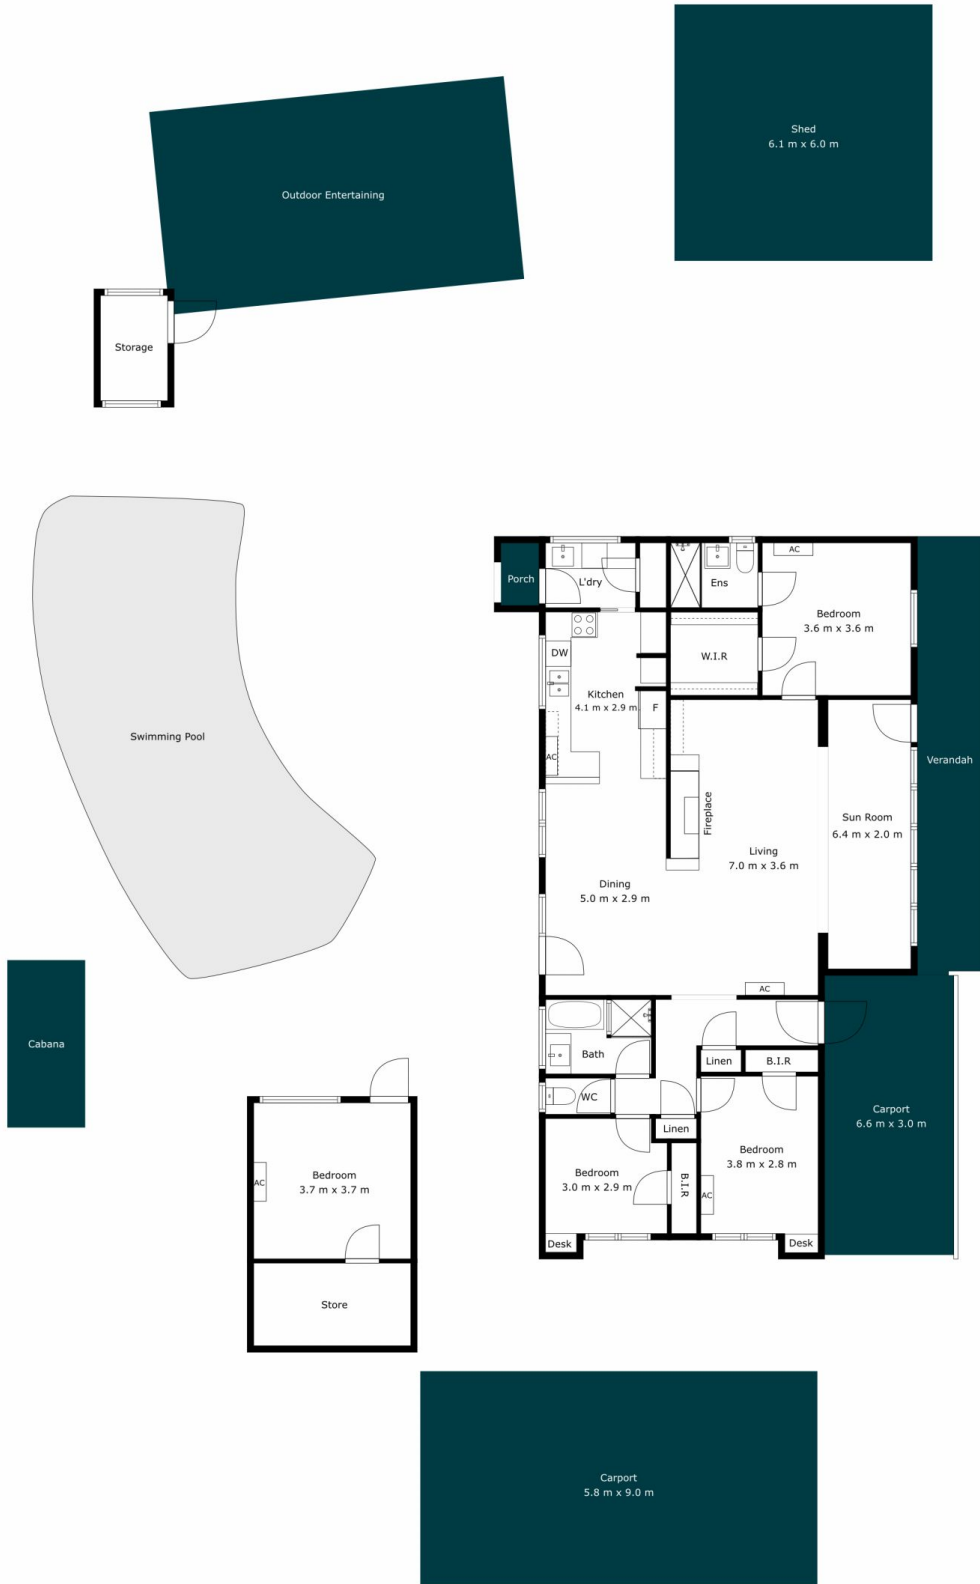 Shed
6.1 m x 6.0 m
Outdoor Entertaining
Storage
Porch
L'dry
Ens
AC
Bedroom
3.6 m x 3.6 m
DW
W.I.R
Kitchen
4.1 m x 2.9 m
F
AC
Swimming Pool
Verandah
Fireplace
Sun Room
6.4 m x 2.0 m
Living
7.0 m x 3.6 m
Dining
5.0 m x 2.9 m
AC
Cabana
Bath
Linen
B.I.R
WC
Carport
6.6 m x 3.0 m
Linen
Bedroom
3.8 m x 2.8 m
Bedroom
3.7 m x 3.7 m
AC
Bedroom
3.0 m x 2.9 m
B.I.R
AC
Desk
Desk
Store
Carport
5.8 m x 9.0 m